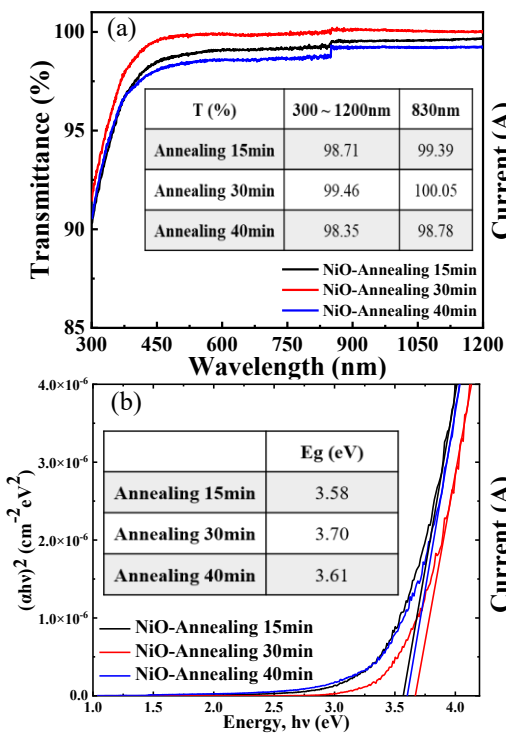 (a)
100
95
90
85
Transmittance (%)
T (%) 300 ~ 1200nm 830nm
Annealing 15min 98.71 99.39
Annealing 30min 99.46 100.05
Annealing 40min 98.35 98.78
NiO-Annealing 15min
NiO-Annealing 30min
NiO-Annealing 40min
300 450 600 750 900 1050 1200
Wavelength (nm)
Current (A)
(b)
4.0×10⁻⁶
3.0×10⁻⁶
2.0×10⁻⁶
1.0×10⁻⁶
0.0
(αhν)² (cm⁻²eV²)
Eg (eV)
Annealing 15min 3.58
Annealing 30min 3.70
Annealing 40min 3.61
NiO-Annealing 15min
NiO-Annealing 30min
NiO-Annealing 40min
1.0 1.5 2.0 2.5 3.0 3.5 4.0
Energy, hν (eV)
Current (A)